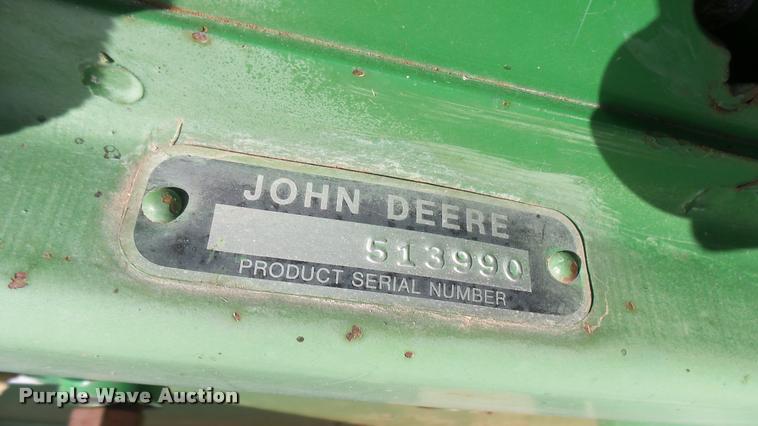 JOHN DEERE
513990
PRODUCT SERIAL NUMBER
Purple Wave Auction